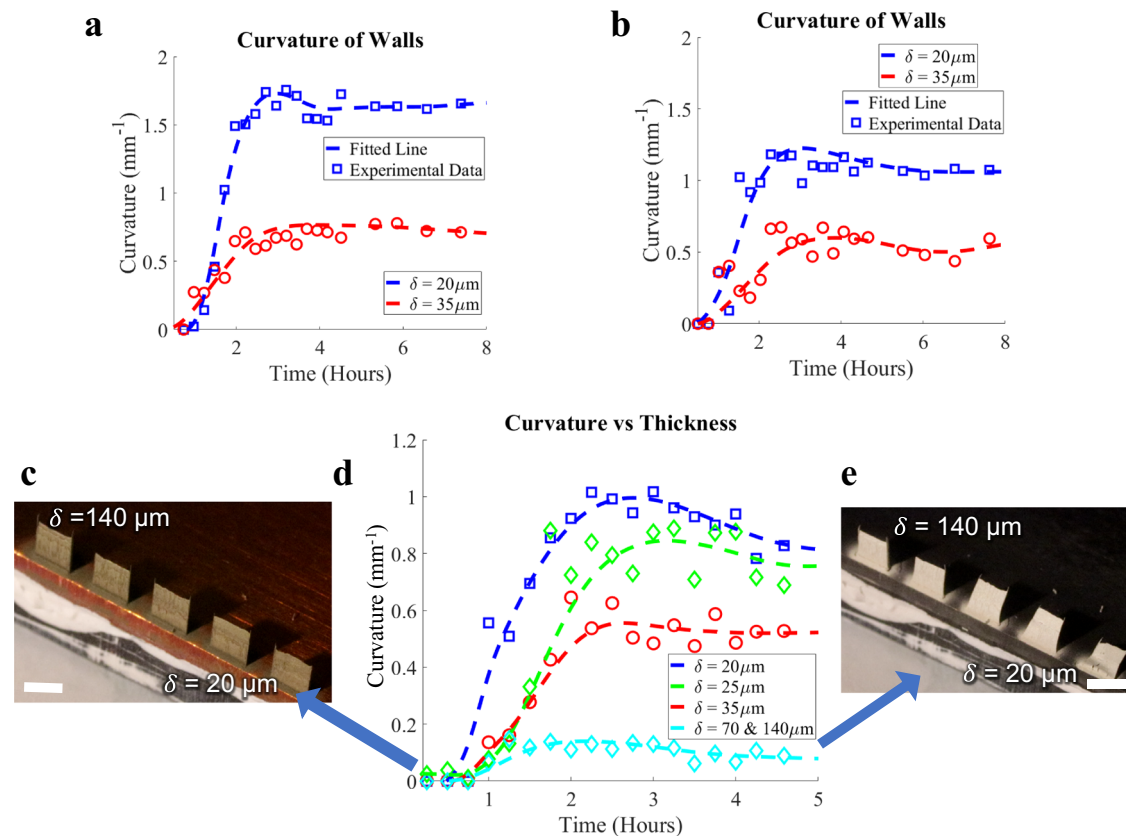 a
Curvature of Walls
Curvature (mm⁻¹)
2
1.5
1
0.5
0
2
4
6
8
Time (Hours)
Fitted Line
Experimental Data
δ = 20μm
δ = 35μm
b
Curvature of Walls
Curvature (mm⁻¹)
2
1.5
1
0.5
0
2
4
6
8
Time (Hours)
δ = 20μm
δ = 35μm
Fitted Line
Experimental Data
c
δ =140 μm
δ = 20 μm
d
Curvature vs Thickness
Curvature (mm⁻¹)
1.2
1
0.8
0.6
0.4
0.2
0
1
2
3
4
5
Time (Hours)
δ = 20μm
δ = 25μm
δ = 35μm
δ = 70 & 140μm
e
δ = 140 μm
δ = 20 μm